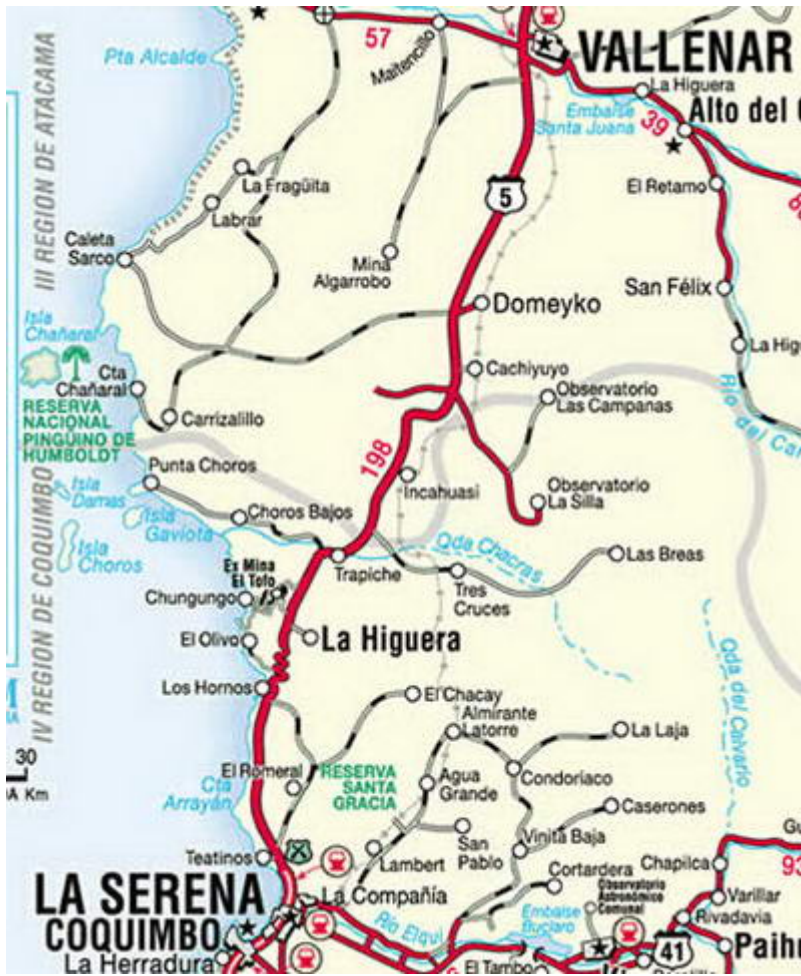 57
Maitencillo
VALLENAR
Pta Alcalde
La Higuera
Embalse
Santa Juana
39
Alto del
III REGION DE ATACAMA
La Fragüita
5
El Retamo
Labrar
Caleta
Sarco
Mina
Algarrobo
San Félix
Domeyko
Isla
Chañaral
La Hig
Cachiyuyo
Cta
Chañaral
Observatorio
Las Campanas
RESERVA
NACIONAL
PINGÜINO DE
HUMBOLDT
Carrizalillo
Río del Car
198
Punta Choros
Incahuasi
Observatorio
La Silla
Isla
Damas
Isla
Gaviota
Choros Bajos
Isla
Choros
Qda Chacras
Las Breas
Trapiche
Ex Mina
El Tofo
Tres
Cruces
Chungungo
IV REGION DE COQUIMBO
El Olivo
La Higuera
Qda del Calvario
Los Hornos
El Chacay
Almirante
Latorre
La Laja
30
Km
Cta
Arrayán
El Romeral
RESERVA
SANTA
GRACIA
Agua
Grande
Condoriaco
Caserones
San
Pablo
Viñita Baja
Teatinos
Lambert
Chapilca
93
LA SERENA
La Compañía
Cortardera
Observatorio
Astronómico
Comunal
Varillar
COQUIMBO
Río Elqui
Embalse
Puclaro
Rivadavia
41
Paihu
La Herradura
El Tambo